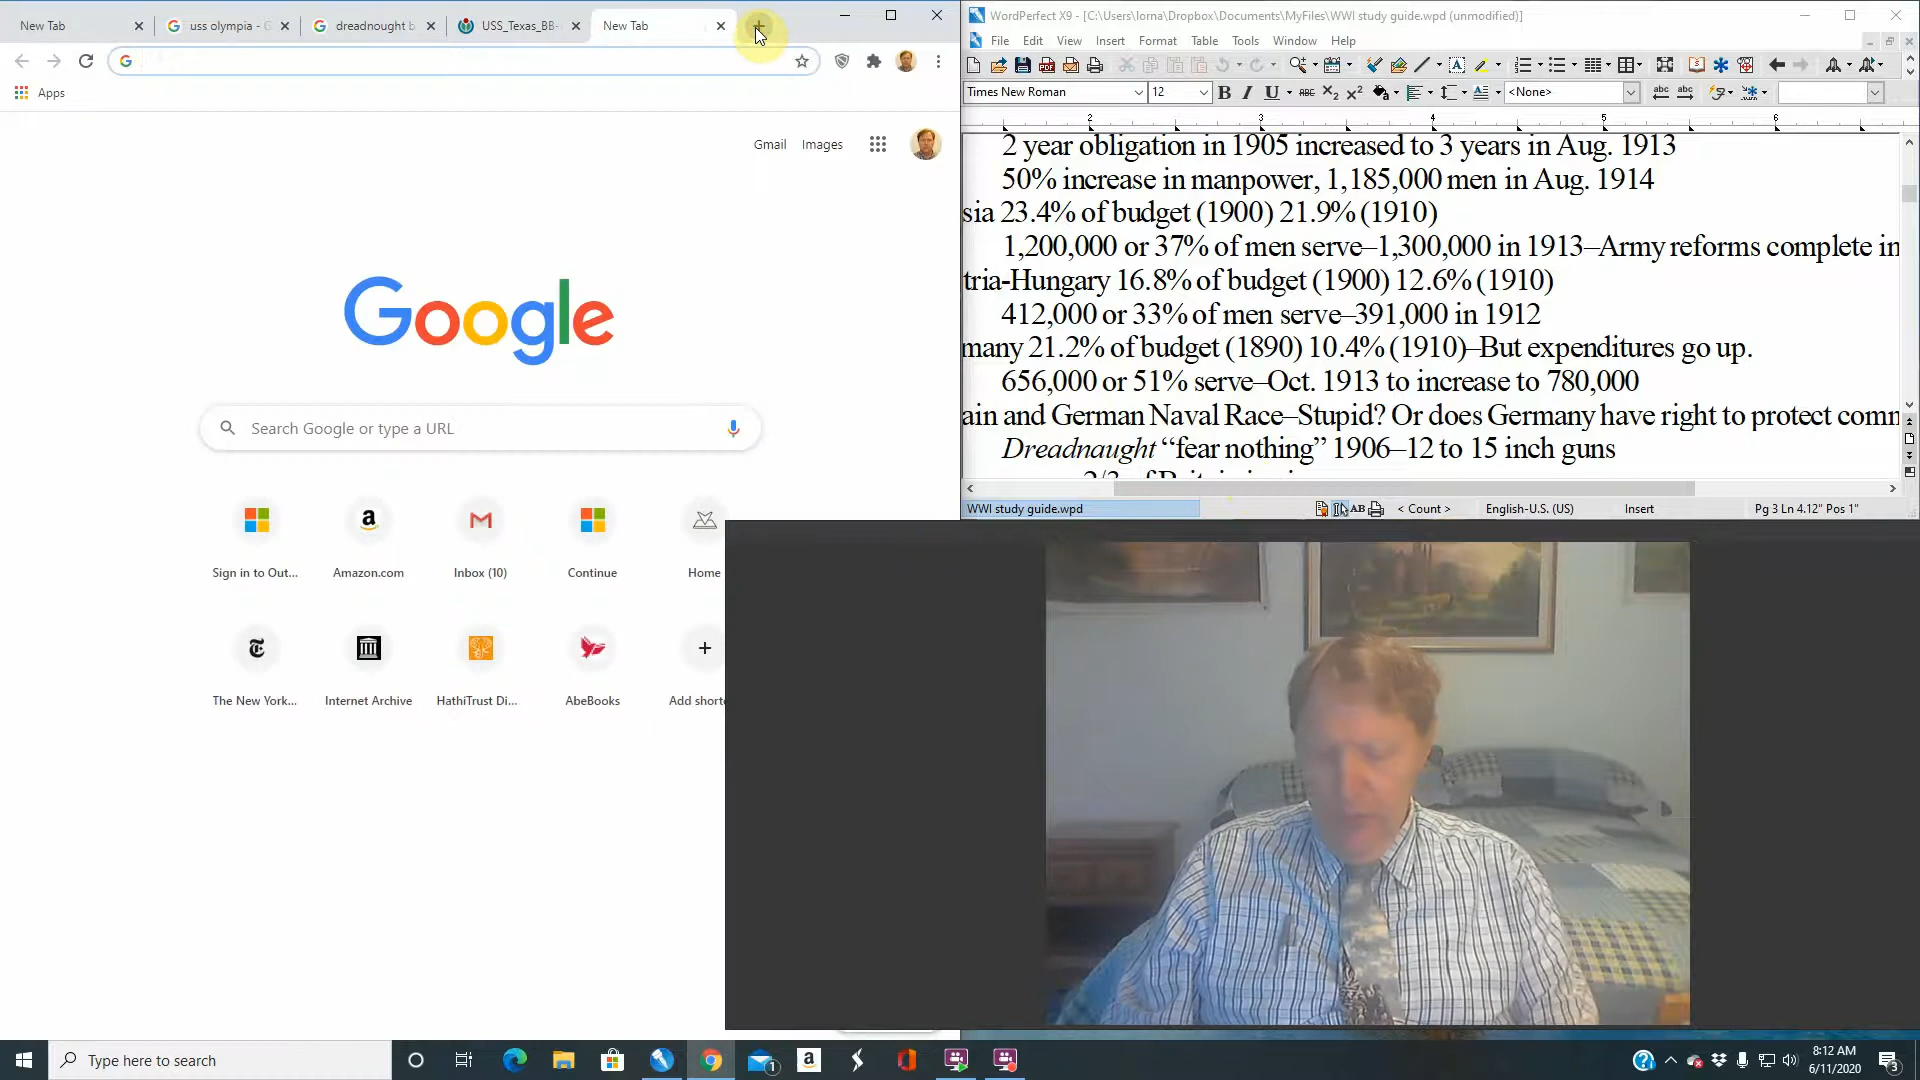 New Tab
uss olympia - G
dreadnought b
USS_Texas_BB-
New Tab
Apps
Gmail
Images
Google
Search Google or type a URL
Sign in to Out...
Amazon.com
Inbox (10)
Continue
Home
The New York...
Internet Archive
HathiTrust Di...
AbeBooks
Add shortc
WordPerfect X9 - [C:\Users\lorna\Dropbox\Documents\MyFiles\WWI study guide.wpd (unmodified)]
File Edit View Insert Format Table Tools Window Help
Times New Roman 12 <None>
2 3 4 5 6
2 year obligation in 1905 increased to 3 years in Aug. 1913
50% increase in manpower, 1,185,000 men in Aug. 1914
sia 23.4% of budget (1900) 21.9% (1910)
1,200,000 or 37% of men serve–1,300,000 in 1913–Army reforms complete in
tria-Hungary 16.8% of budget (1900) 12.6% (1910)
412,000 or 33% of men serve–391,000 in 1912
many 21.2% of budget (1890) 10.4% (1910)–But expenditures go up.
656,000 or 51% serve–Oct. 1913 to increase to 780,000
ain and German Naval Race–Stupid? Or does Germany have right to protect comm
Dreadnaught “fear nothing” 1906–12 to 15 inch guns
WWI study guide.wpd
AB
< Count >
English-U.S. (US)
Insert
Pg 3 Ln 4.12" Pos 1"
Type here to search
8:12 AM
6/11/2020